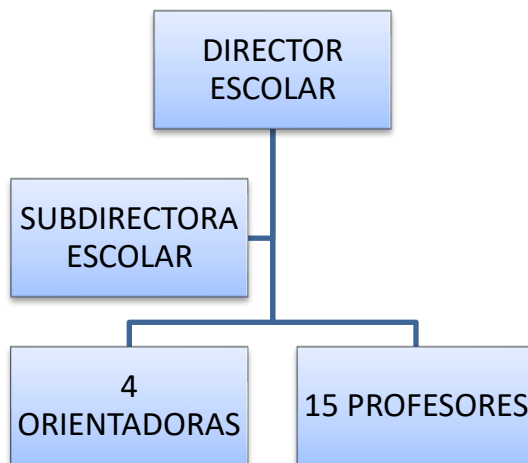 DIRECTOR
ESCOLAR
SUBDIRECTORA
ESCOLAR
4
ORIENTADORAS
15 PROFESORES